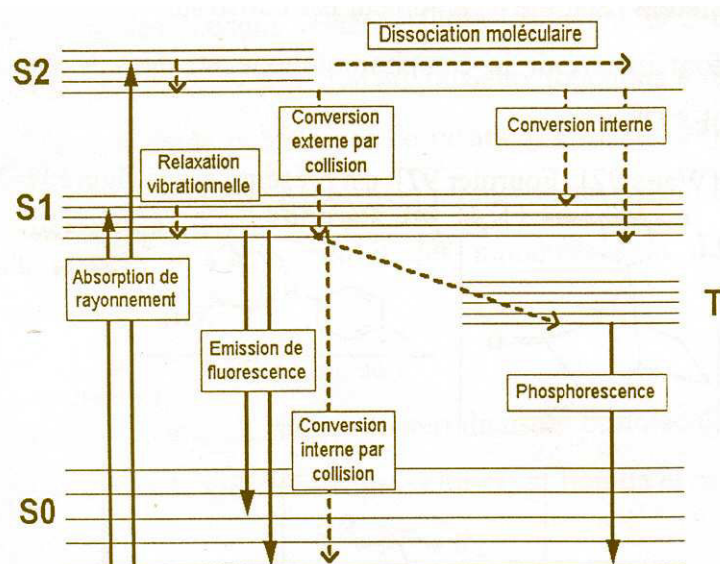 Dissociation moléculaire
S2
Conversion
externe par
collision
Conversion interne
Relaxation
vibrationnelle
S1
Absorption de
rayonnement
T
Emission de
fluorescence
Phosphorescence
Conversion
interne par
collision
S0